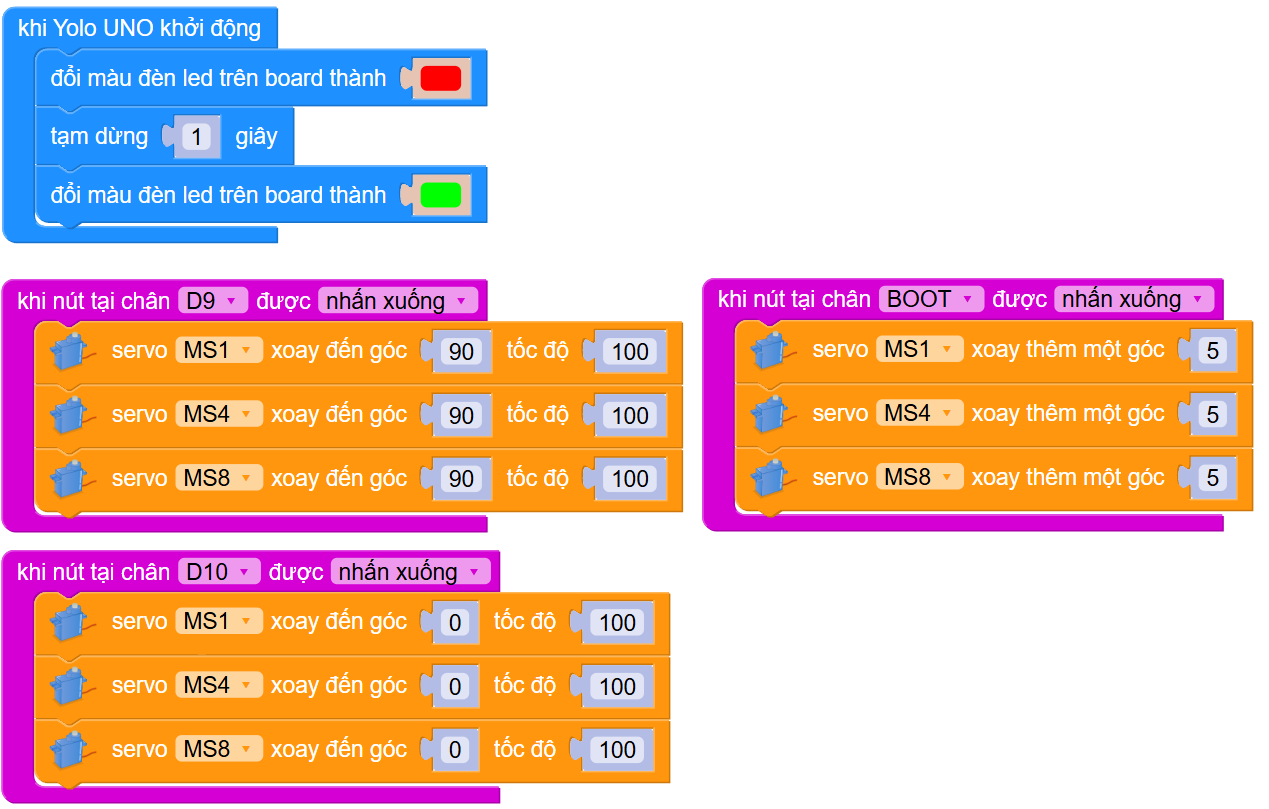 khi Yolo UNO khởi động
đổi màu đèn led trên board thành
tạm dừng 1 giây
đổi màu đèn led trên board thành
khi nút tại chân D9 được nhấn xuống
servo MS1 xoay đến góc 90 tốc độ 100
servo MS4 xoay đến góc 90 tốc độ 100
servo MS8 xoay đến góc 90 tốc độ 100
khi nút tại chân BOOT được nhấn xuống
servo MS1 xoay thêm một góc 5
servo MS4 xoay thêm một góc 5
servo MS8 xoay thêm một góc 5
khi nút tại chân D10 được nhấn xuống
servo MS1 xoay đến góc 0 tốc độ 100
servo MS4 xoay đến góc 0 tốc độ 100
servo MS8 xoay đến góc 0 tốc độ 100